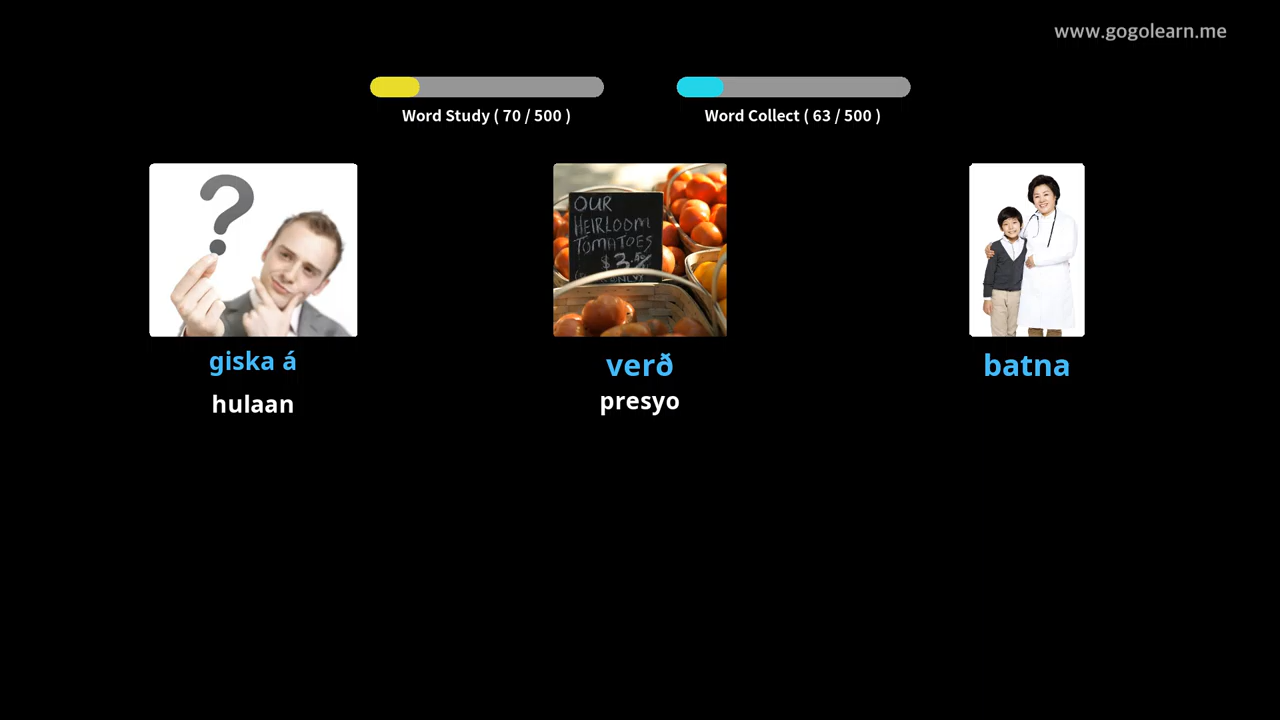 www.gogolearn.me
Word Study ( 70 / 500 )
Word Collect ( 63 / 500 )
OUR
HEIRLOOM
TOMATOES
giska á
hulaan
verð
presyo
batna